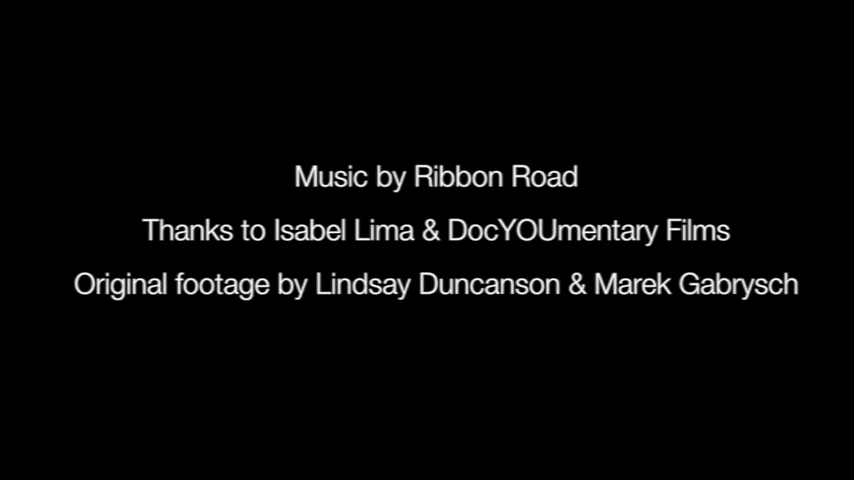 Music by Ribbon Road
Thanks to Isabel Lima & DocYOUmentary Films
Original footage by Lindsay Duncanson & Marek Gabrysch